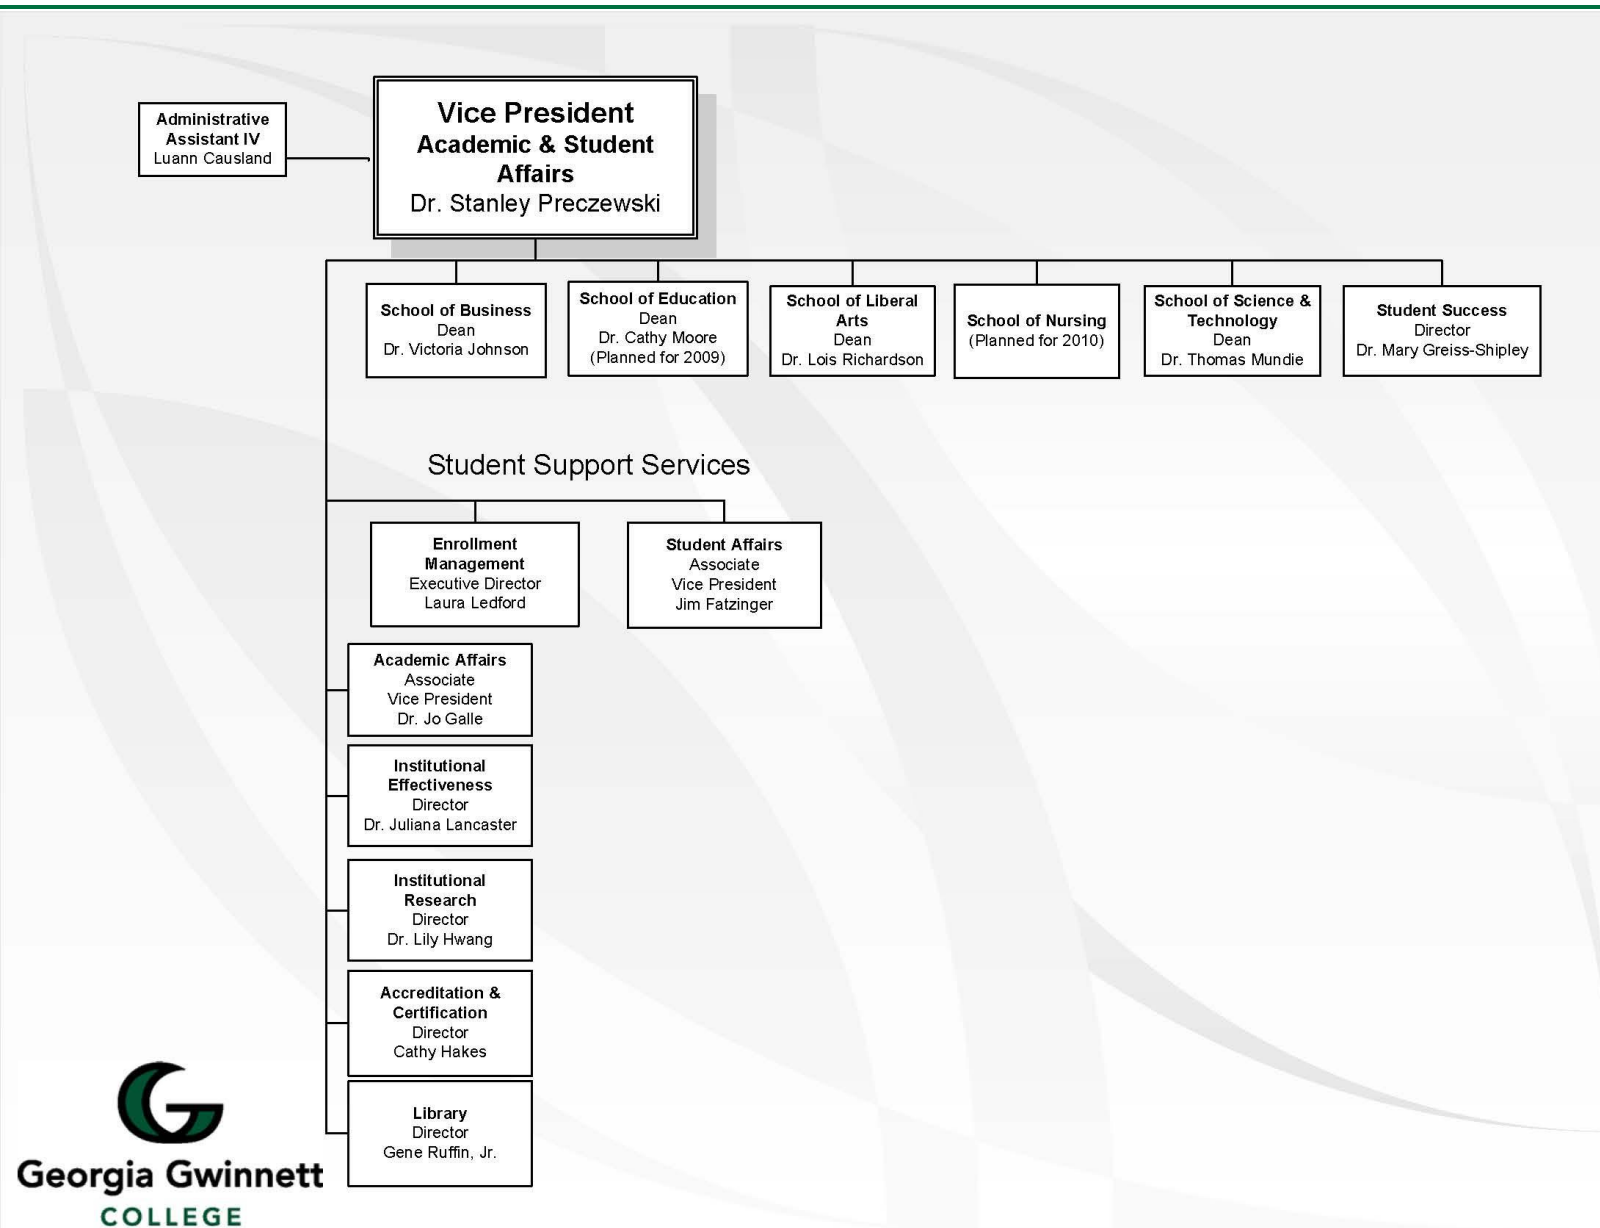 Administrative
Assistant IV
Luann Causland
Vice President
Academic & Student
Affairs
Dr. Stanley Preczewski
School of Business
Dean
Dr. Victoria Johnson
School of Education
Dean
Dr. Cathy Moore
(Planned for 2009)
School of Liberal
Arts
Dean
Dr. Lois Richardson
School of Nursing
(Planned for 2010)
School of Science &
Technology
Dean
Dr. Thomas Mundie
Student Success
Director
Dr. Mary Greiss-Shipley
Student Support Services
Enrollment
Management
Executive Director
Laura Ledford
Student Affairs
Associate
Vice President
Jim Fatzinger
Academic Affairs
Associate
Vice President
Dr. Jo Galle
Institutional
Effectiveness
Director
Dr. Juliana Lancaster
Institutional
Research
Director
Dr. Lily Hwang
Accreditation &
Certification
Director
Cathy Hakes
Library
Director
Gene Ruffin, Jr.
Georgia Gwinnett
COLLEGE